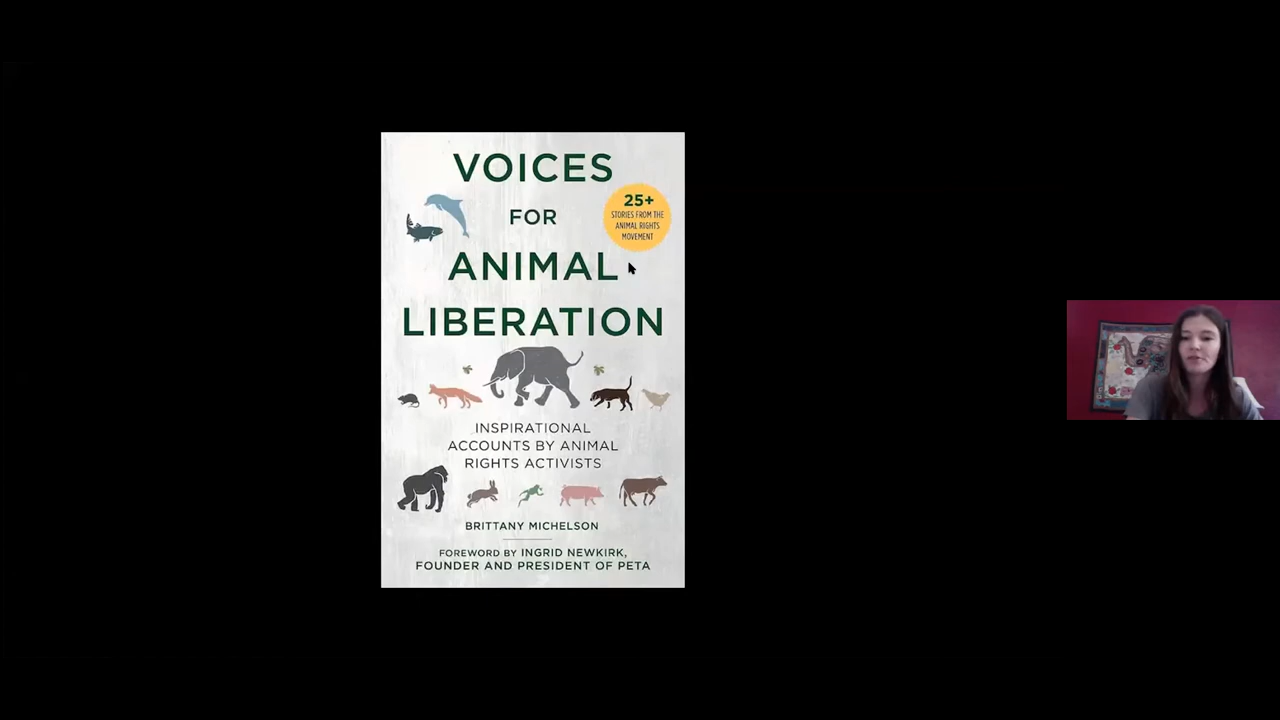 VOICES
FOR
25+
STORIES FROM THE
ANIMAL RIGHTS
MOVEMENT
ANIMAL
LIBERATION
INSPIRATIONAL
ACCOUNTS BY ANIMAL
RIGHTS ACTIVISTS
BRITTANY MICHELSON
FOREWORD BY INGRID NEWKIRK,
FOUNDER AND PRESIDENT OF PETA